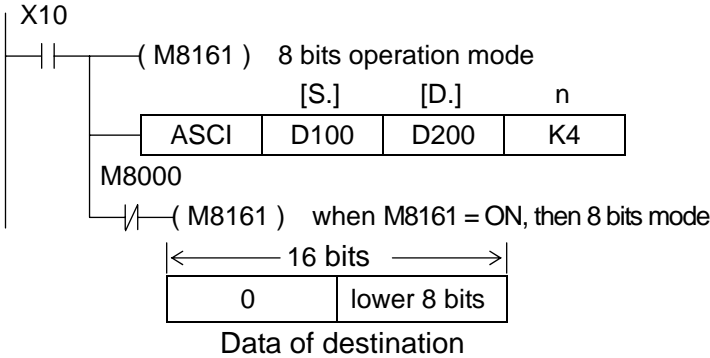 X10
( M8161 ) 8 bits operation mode
[S.] [D.] n
ASCI D100 D200 K4
M8000
( M8161 ) when M8161 = ON, then 8 bits mode
16 bits
0 lower 8 bits
Data of destination